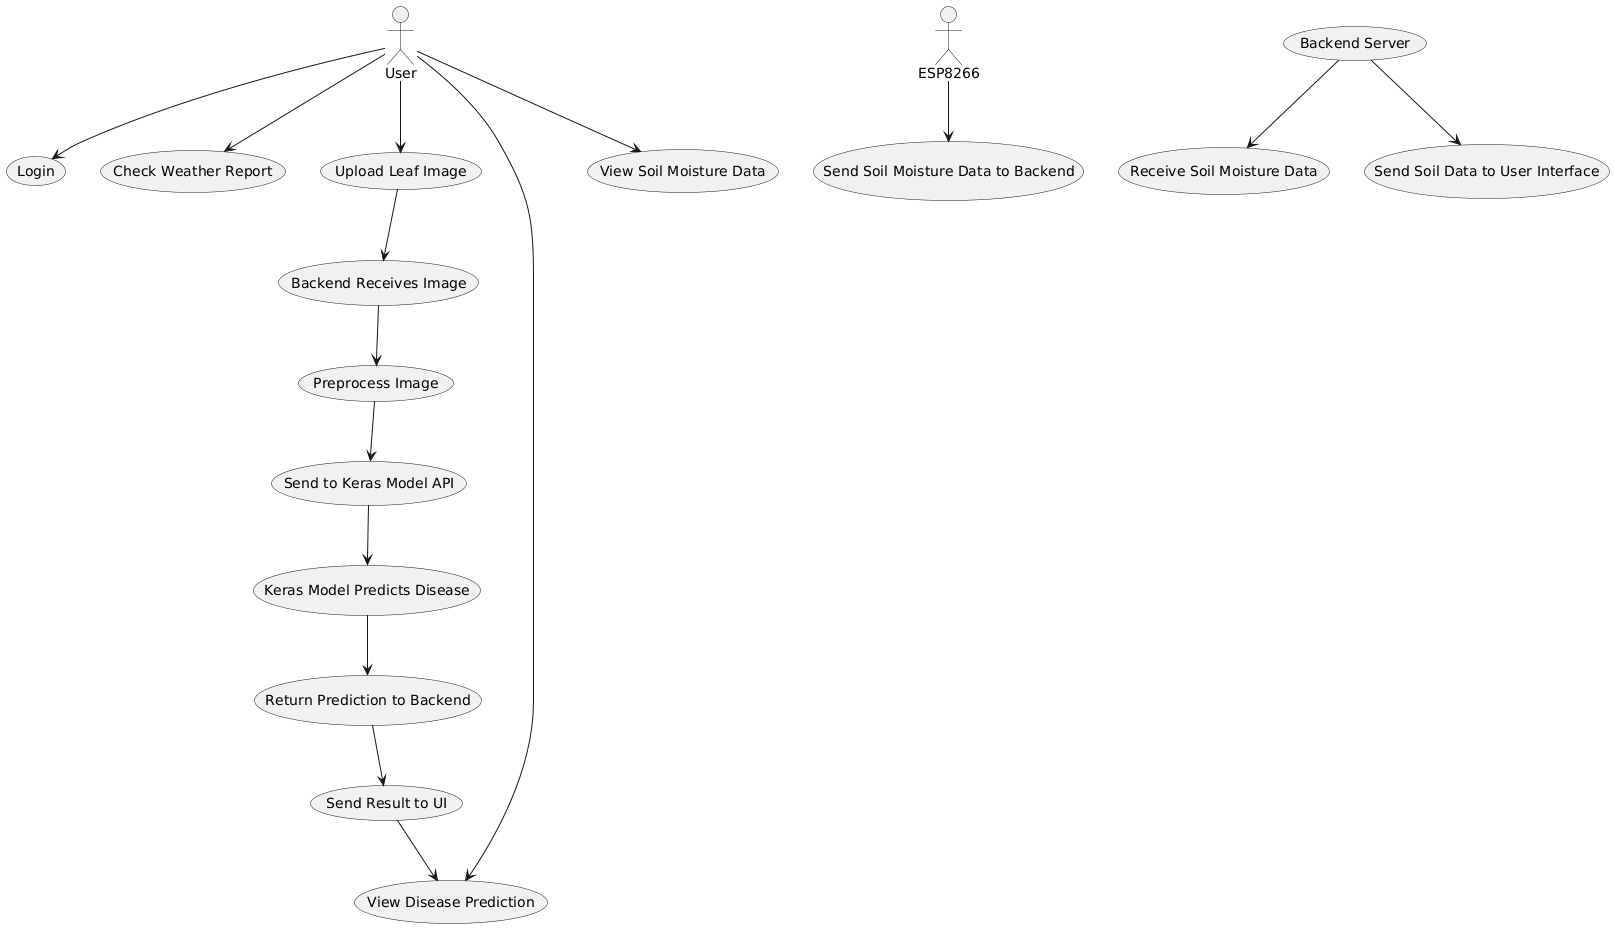 User
ESP8266
Backend Server
Login
Check Weather Report
Upload Leaf Image
View Soil Moisture Data
Send Soil Moisture Data to Backend
Receive Soil Moisture Data
Send Soil Data to User Interface
Backend Receives Image
Preprocess Image
Send to Keras Model API
Keras Model Predicts Disease
Return Prediction to Backend
Send Result to UI
View Disease Prediction